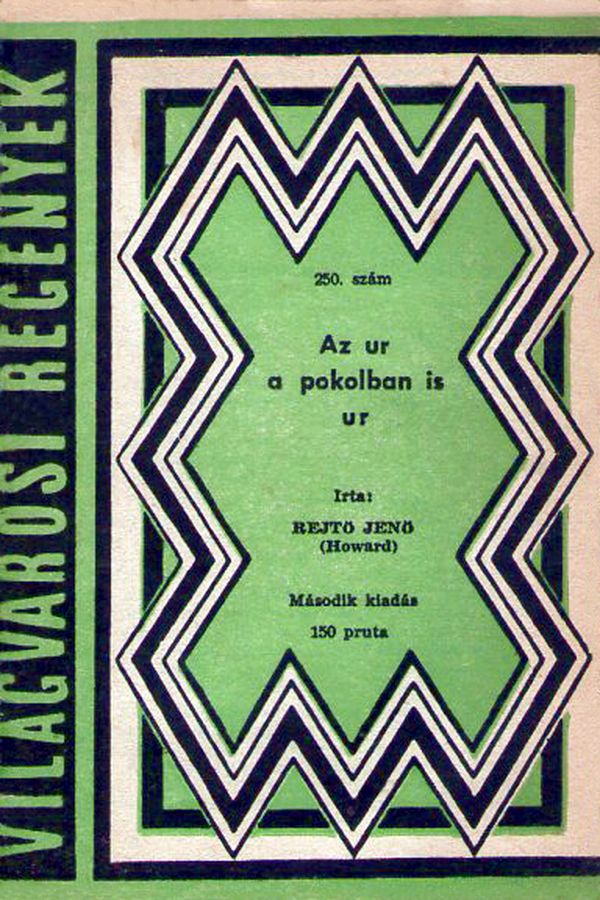 VILÁGVÁROSI REGÉNYEK
250. szám
Az ur
a pokolban is
ur
Irta:
REJTŐ JENŐ
(Howard)
Második kiadás
150 pruta